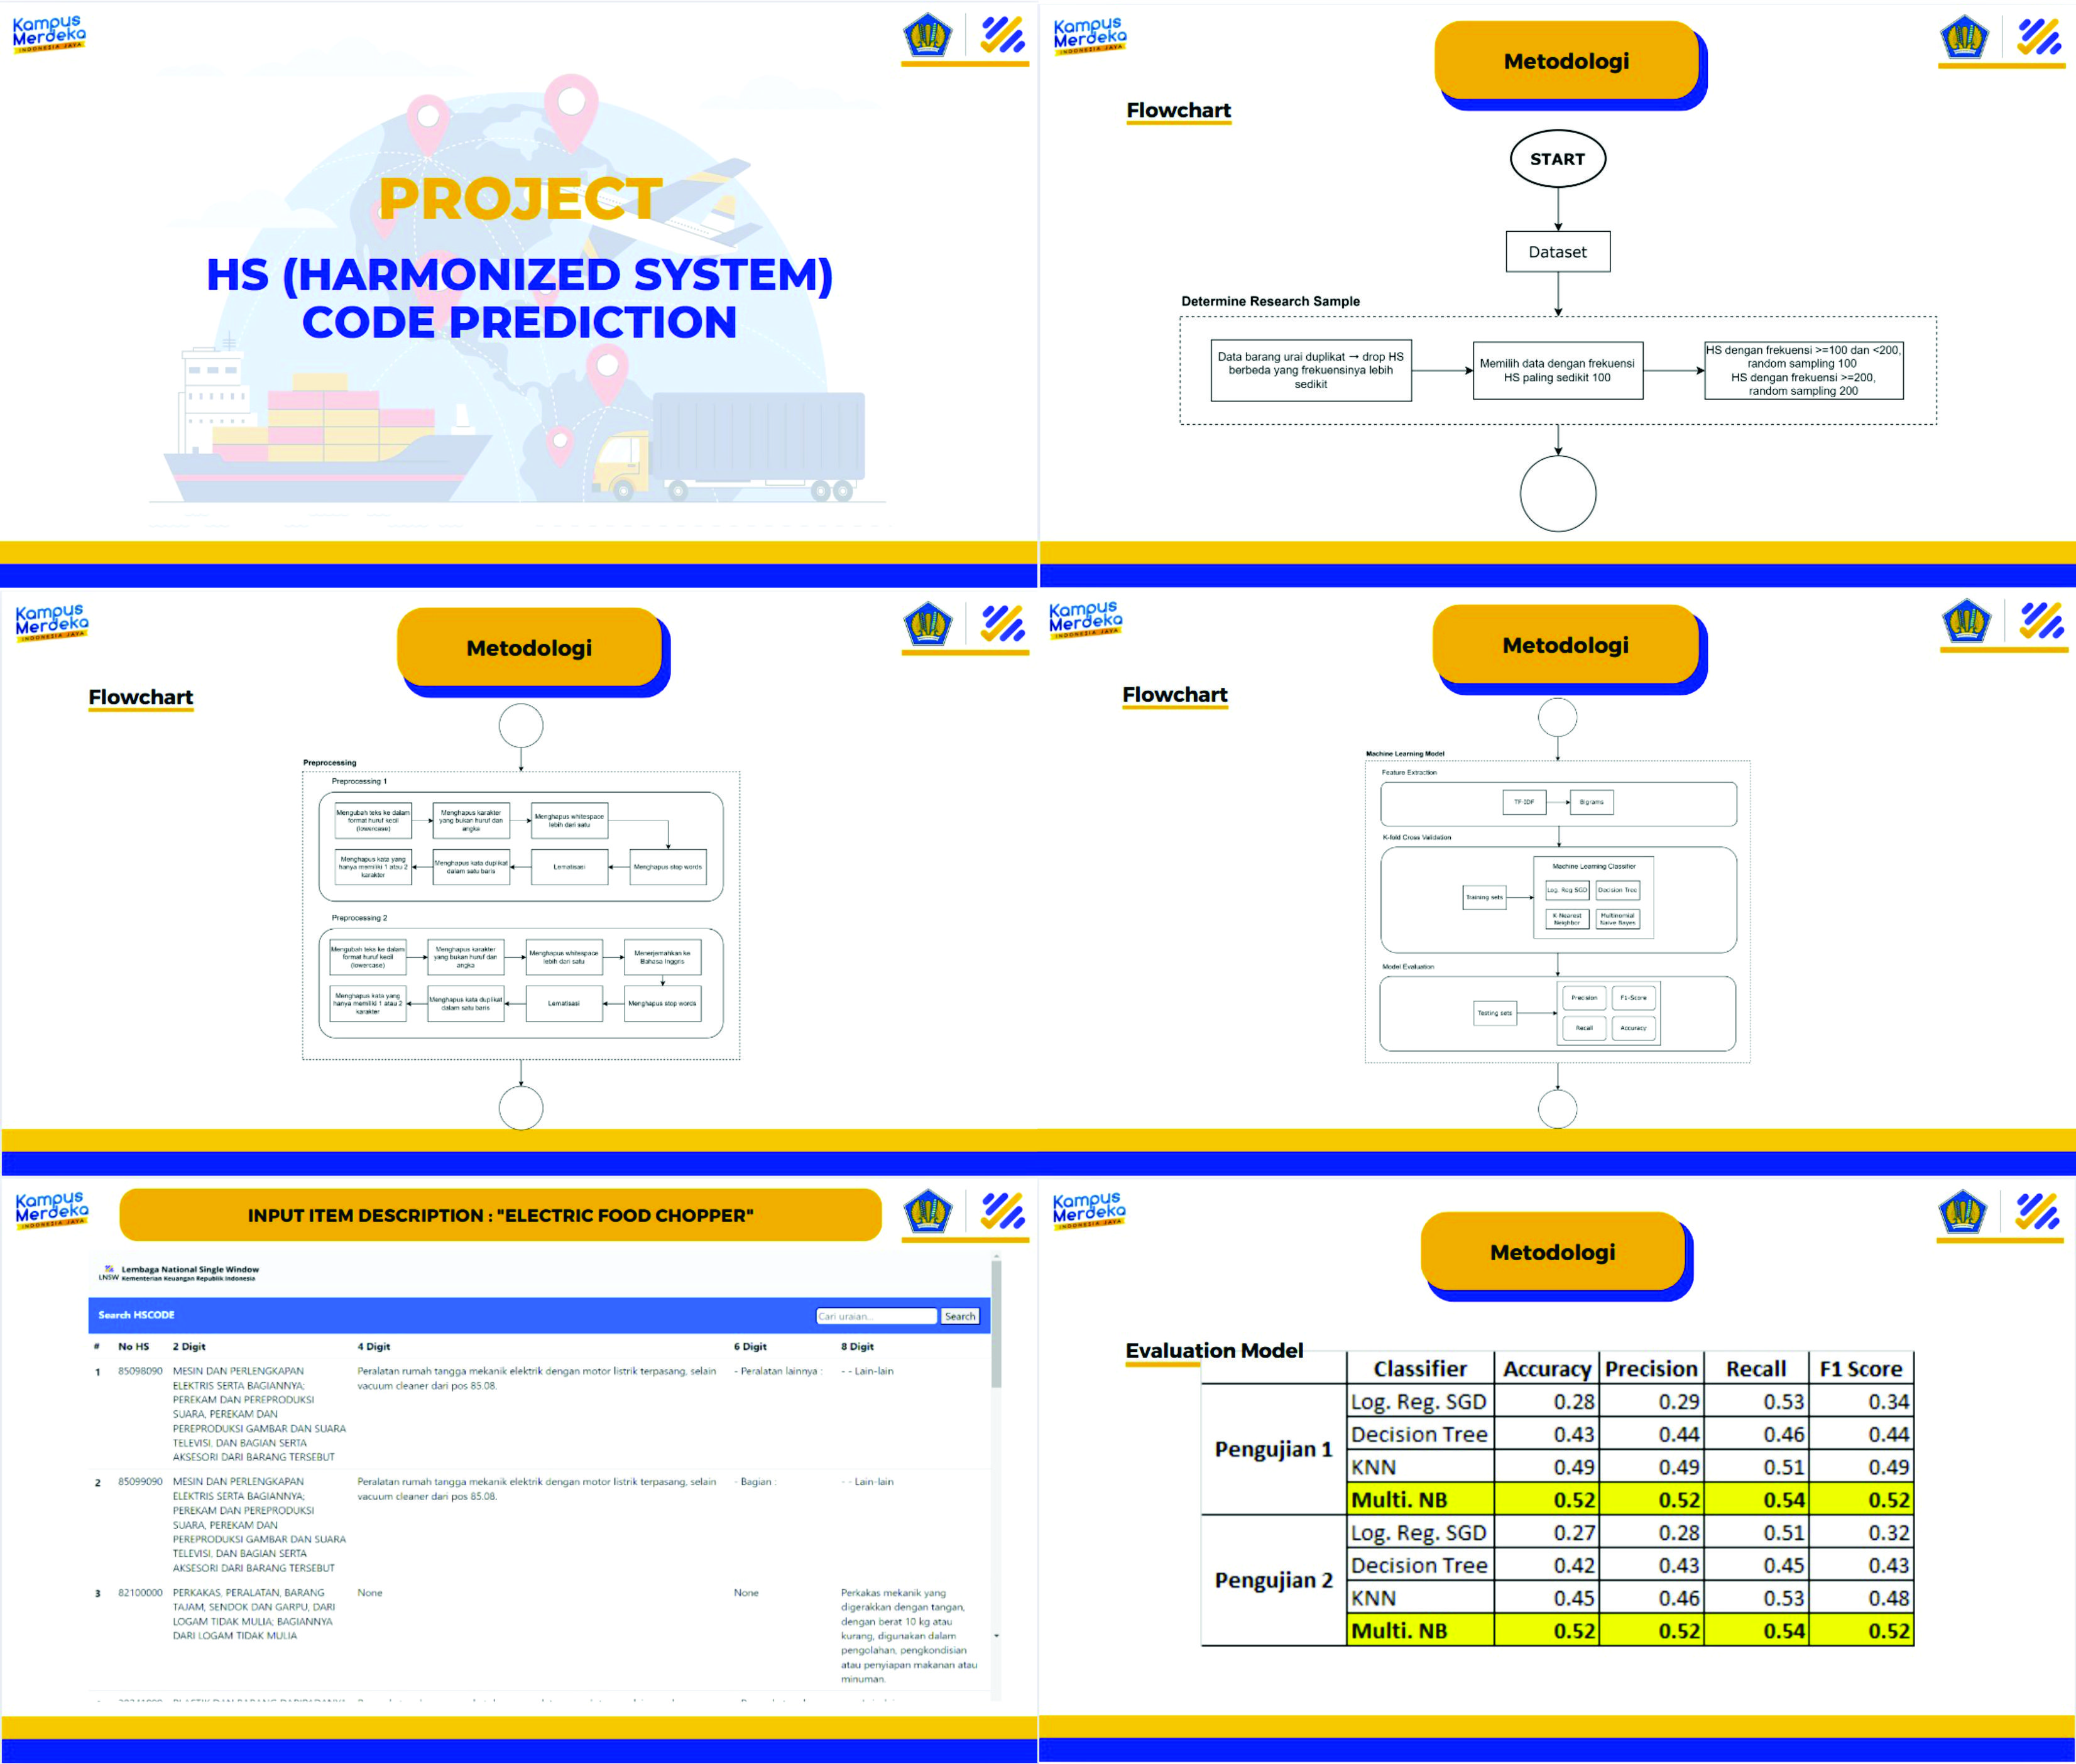 Kampus
Merdeka
INDONESIA JAYA
PROJECT
HS (HARMONIZED SYSTEM)
CODE PREDICTION
Kampus
Merdeka
INDONESIA JAYA
Metodologi
Flowchart
START
Dataset
Determine Research Sample
Data barang urai duplikat → drop HS
berbeda yang frekuensinya lebih
sedikit
Memilih data dengan frekuensi
HS paling sedikit 100
HS dengan frekuensi >=100 dan <200,
random sampling 100
HS dengan frekuensi >=200,
random sampling 200
Kampus
Merdeka
INDONESIA JAYA
Metodologi
Flowchart
Preprocessing
Preprocessing 1
Mengubah teks ke dalam
format huruf kecil
(lowercase)
Menghapus karakter
yang bukan huruf dan
angka
Menghapus whitespace
lebih dari satu
Menghapus kata yang
hanya memiliki 1 atau 2
karakter
Menghapus kata duplikat
dalam satu baris
Lematisasi
Menghapus stop words
Preprocessing 2
Mengubah teks ke dalam
format huruf kecil
(lowercase)
Menghapus karakter
yang bukan huruf dan
angka
Menghapus whitespace
lebih dari satu
Menerjemahkan ke
Bahasa Inggris
Menghapus kata yang
hanya memiliki 1 atau 2
karakter
Menghapus kata duplikat
dalam satu baris
Lematisasi
Menghapus stop words
Kampus
Merdeka
INDONESIA JAYA
Metodologi
Flowchart
Machine Learning Model
Feature Extraction
TF-IDF
Bigrams
K-fold Cross Validation
Machine Learning Classifier
Training sets
Log. Reg SGD
Decision Tree
K-Nearest
Neighbor
Multinomial
Naive Bayes
Model Evaluation
Testing sets
Precision
F1-Score
Recall
Accuracy
Kampus
Merdeka
INDONESIA JAYA
INPUT ITEM DESCRIPTION : "ELECTRIC FOOD CHOPPER"
LNSW
Lembaga National Single Window
Kementerian Keuangan Republik Indonesia
Search HSCODE
Cari uraian...
Search
# No HS 2 Digit 4 Digit 6 Digit 8 Digit
1 85098090 MESIN DAN PERLENGKAPAN Peralatan rumah tangga mekanik elektrik dengan motor listrik terpasang, selain - Peralatan lainnya : - - Lain-lain
ELEKTRIS SERTA BAGIANNYA; vacuum cleaner dari pos 85.08.
PEREKAM DAN PEREPRODUKSI
SUARA, PEREKAM DAN
PEREPRODUKSI GAMBAR DAN SUARA
TELEVISI, DAN BAGIAN SERTA
AKSESORI DARI BARANG TERSEBUT
2 85099090 MESIN DAN PERLENGKAPAN Peralatan rumah tangga mekanik elektrik dengan motor listrik terpasang, selain - Bagian : - - Lain-lain
ELEKTRIS SERTA BAGIANNYA; vacuum cleaner dari pos 85.08.
PEREKAM DAN PEREPRODUKSI
SUARA, PEREKAM DAN
PEREPRODUKSI GAMBAR DAN SUARA
TELEVISI, DAN BAGIAN SERTA
AKSESORI DARI BARANG TERSEBUT
3 82100000 PERKAKAS, PERALATAN, BARANG None None Perkakas mekanik yang
TAJAM, SENDOK DAN GARPU, DARI digerakkan dengan tangan,
LOGAM TIDAK MULIA; BAGIANNYA dengan berat 10 kg atau
DARI LOGAM TIDAK MULIA kurang, digunakan dalam
pengolahan, pengkondisian
atau penyiapan makanan atau
minuman.
Kampus
Merdeka
INDONESIA JAYA
Metodologi
Evaluation Model
Classifier Accuracy Precision Recall F1 Score
Pengujian 1
Log. Reg. SGD 0.28 0.29 0.53 0.34
Decision Tree 0.43 0.44 0.46 0.44
KNN 0.49 0.49 0.51 0.49
Multi. NB 0.52 0.52 0.54 0.52
Pengujian 2
Log. Reg. SGD 0.27 0.28 0.51 0.32
Decision Tree 0.42 0.43 0.45 0.43
KNN 0.45 0.46 0.53 0.48
Multi. NB 0.52 0.52 0.54 0.52